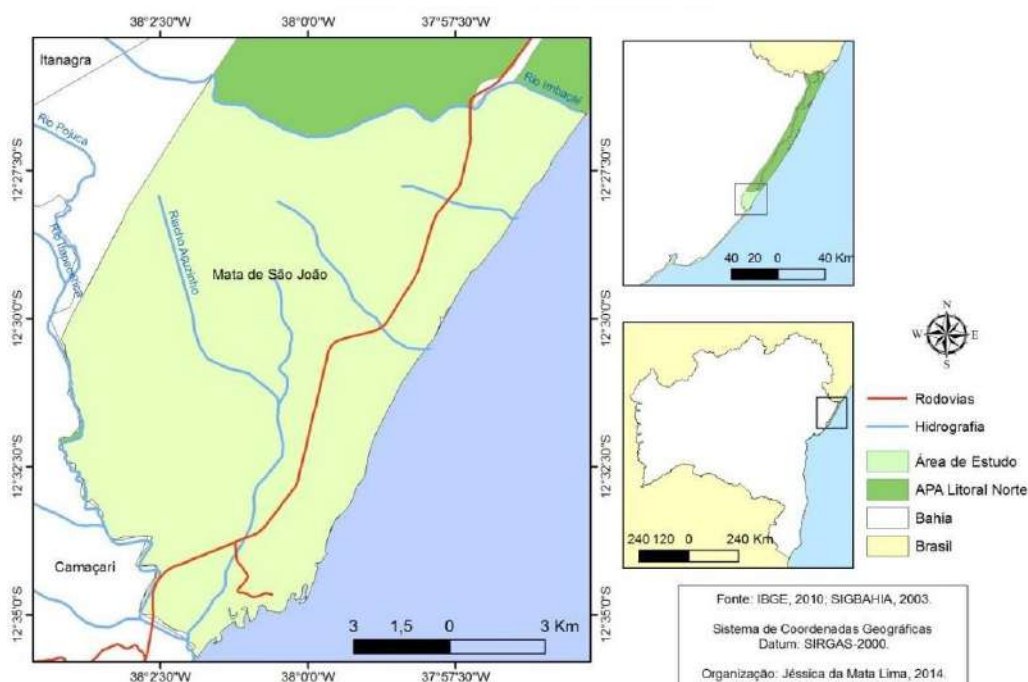 38°2'30"W
38°0'0"W
37°57'30"W
Itanagra
Rio Imbaçaí
Rio Pojuca
12°27'30"S
12°27'30"S
Rio Itapecerica
Riacho Aguzinho
Mata de São João
12°30'0"S
12°30'0"S
12°32'30"S
12°32'30"S
Camaçari
12°35'0"S
12°35'0"S
3 1,5 0 3 Km
38°2'30"W
38°0'0"W
37°57'30"W
40 20 0 40 Km
N
W E
S
Rodovias
Hidrografia
Área de Estudo
APA Litoral Norte
Bahia
Brasil
240 120 0 240 Km
Fonte: IBGE, 2010; SIGBAHIA, 2003.
Sistema de Coordenadas Geográficas
Datum: SIRGAS-2000.
Organização: Jéssica da Mata Lima, 2014.